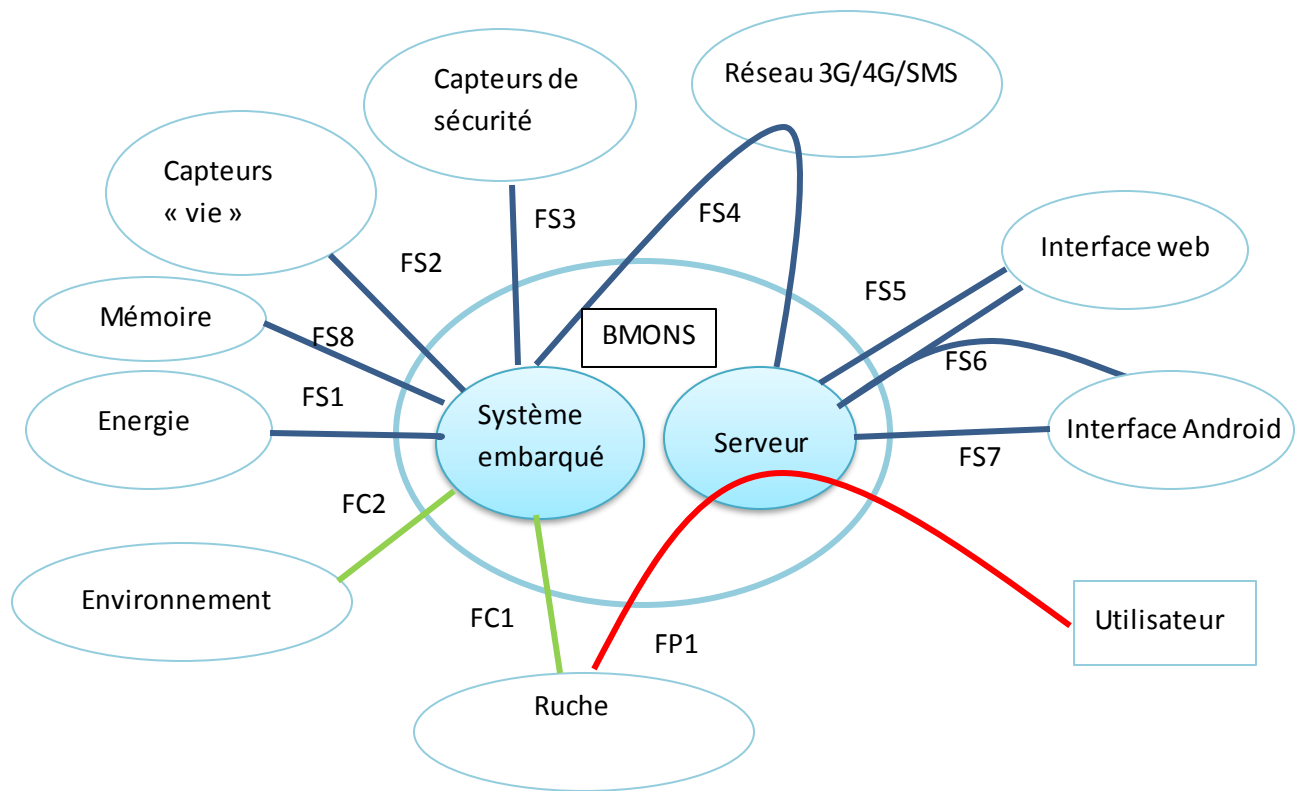 Capteurs de
sécurité
Réseau 3G/4G/SMS
Capteurs
« vie »
FS3
FS4
Interface web
FS2
FS5
Mémoire
FS8
BMONS
FS6
FS1
Energie
Système
embarqué
Serveur
Interface Android
FS7
FC2
Environnement
FC1
FP1
Utilisateur
Ruche